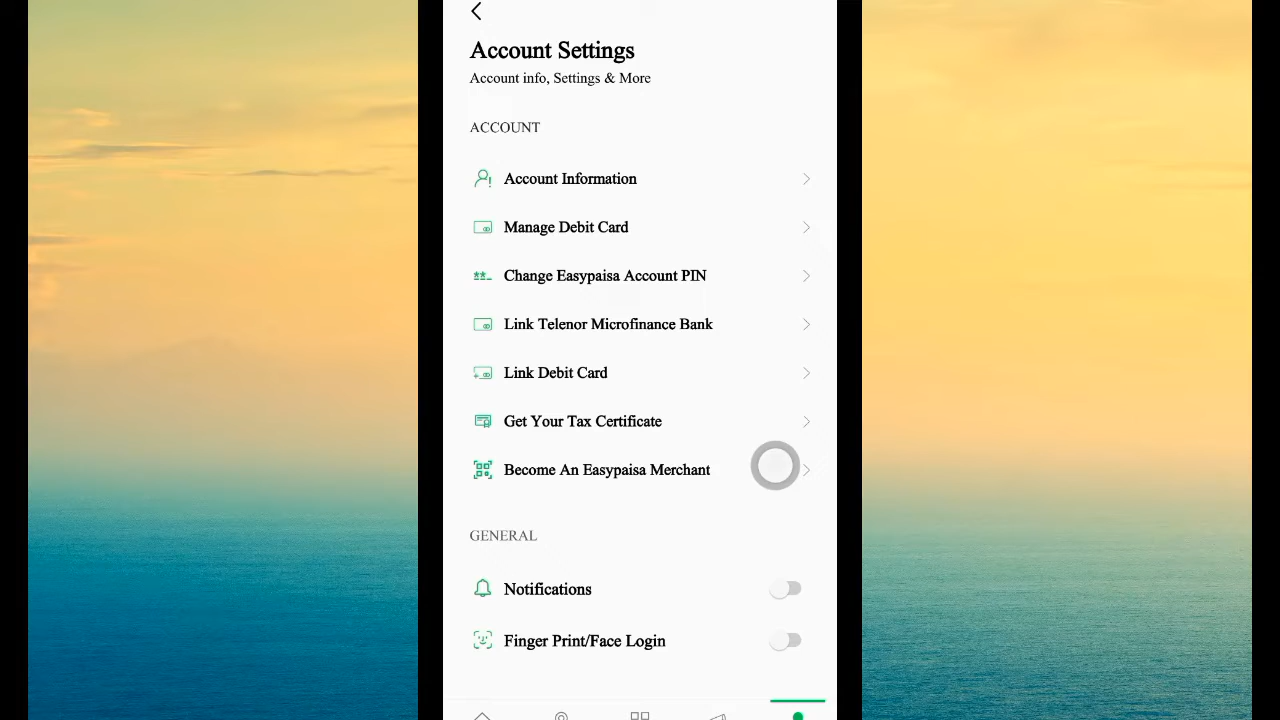 Account Settings
Account info, Settings & More
ACCOUNT
Account Information
Manage Debit Card
Change Easypaisa Account PIN
Link Telenor Microfinance Bank
Link Debit Card
Get Your Tax Certificate
Become An Easypaisa Merchant
GENERAL
Notifications
Finger Print/Face Login